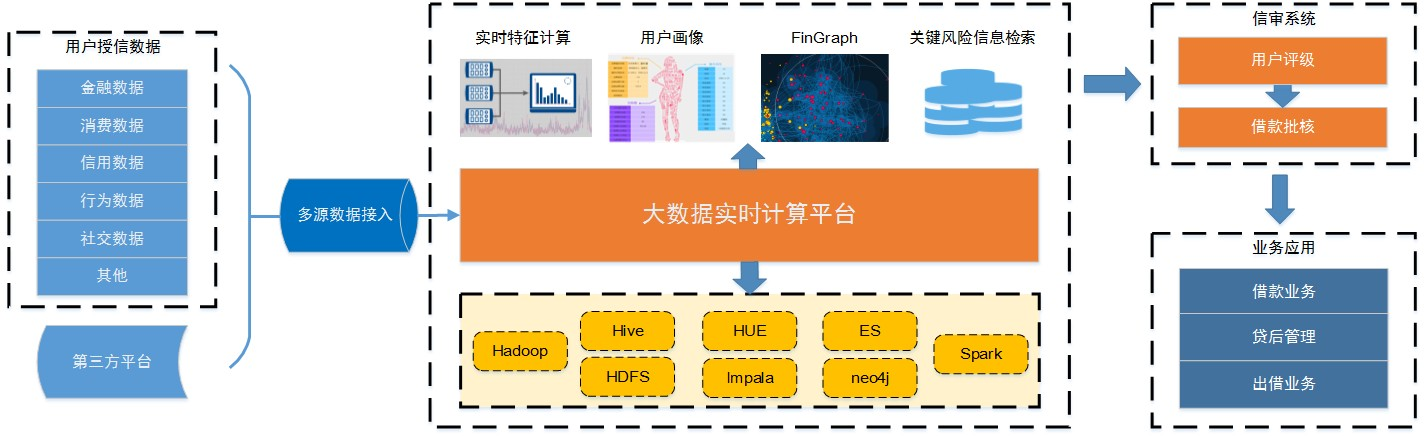 用户授信数据
金融数据
消费数据
信用数据
行为数据
社交数据
其他
第三方平台
多源数据接入
实时特征计算
用户画像
FinGraph
关键风险信息检索
大数据实时计算平台
Hadoop
Hive
HDFS
HUE
Impala
ES
neo4j
Spark
信审系统
用户评级
借款批核
业务应用
借款业务
贷后管理
出借业务